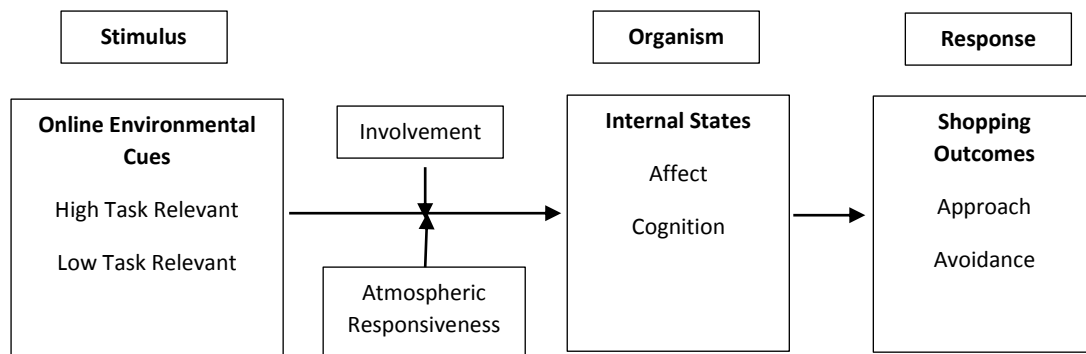 Stimulus
Organism
Response
Online Environmental
Cues
High Task Relevant
Low Task Relevant
Involvement
Atmospheric
Responsiveness
Internal States
Affect
Cognition
Shopping
Outcomes
Approach
Avoidance